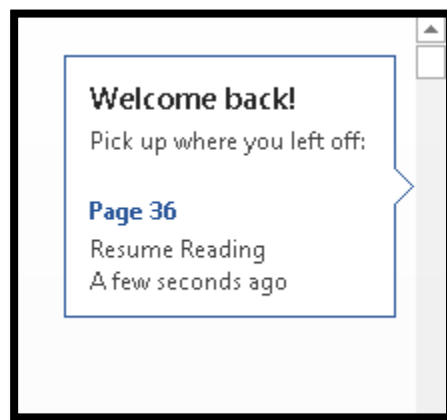 Welcome back!
Pick up where you left off:
Page 36
Resume Reading
A few seconds ago